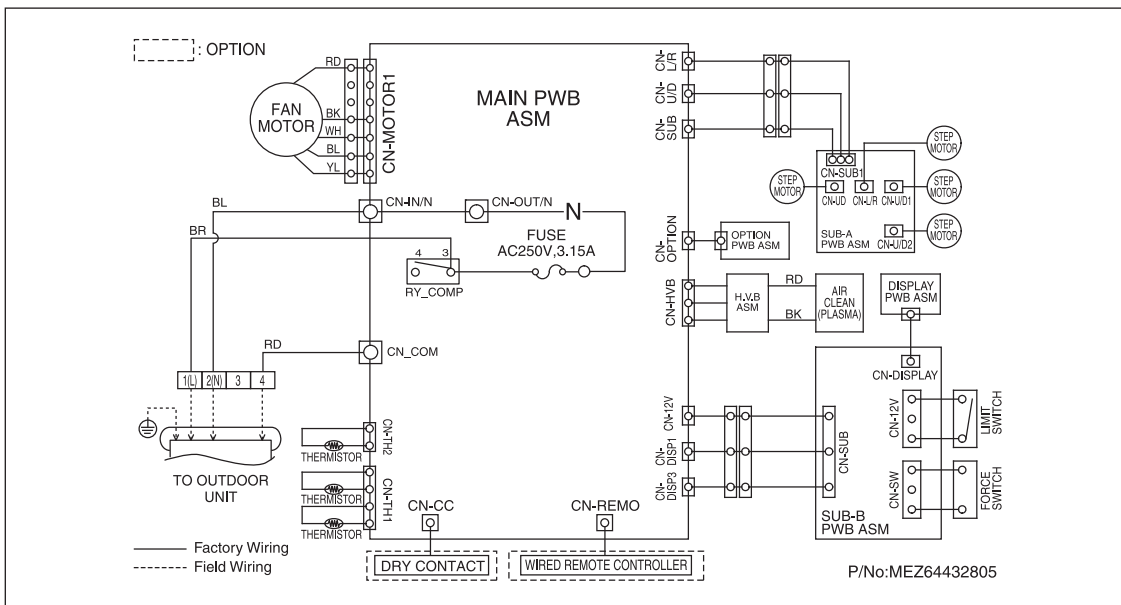 : OPTION
RD
BK
WH
BL
YL
FAN
MOTOR
CN-MOTOR1
MAIN PWB
ASM
CN-
L/R
CN-
U/D
CN-
SUB
CN-SUB1
STEP
MOTOR
STEP
MOTOR
STEP
MOTOR
STEP
MOTOR
CN-UD
CN-L/R
CN-U/D1
CN-U/D2
SUB-A
PWB ASM
BL
CN-IN/N
CN-OUT/N
N
BR
FUSE
AC250V,3.15A
4
3
RY_COMP
CN-
OPTION
OPTION
PWB ASM
CN-HVB
H.V.B
ASM
RD
BK
AIR
CLEAN
(PLASMA)
DISPLAY
PWB ASM
RD
CN_COM
1(L)
2(N)
3
4
TO OUTDOOR
UNIT
CN-DISPLAY
CN-12V
LIMIT
SWITCH
CN-SW
FORCE
SWITCH
CN-SUB
SUB-B
PWB ASM
CN-12V
CN-
DISP1
CN-
DISP3
CN-TH2
THERMISTOR
CN-TH1
THERMISTOR
THERMISTOR
CN-CC
CN-REMO
DRY CONTACT
WIRED REMOTE CONTROLLER
Factory Wiring
Field Wiring
P/No:MEZ64432805